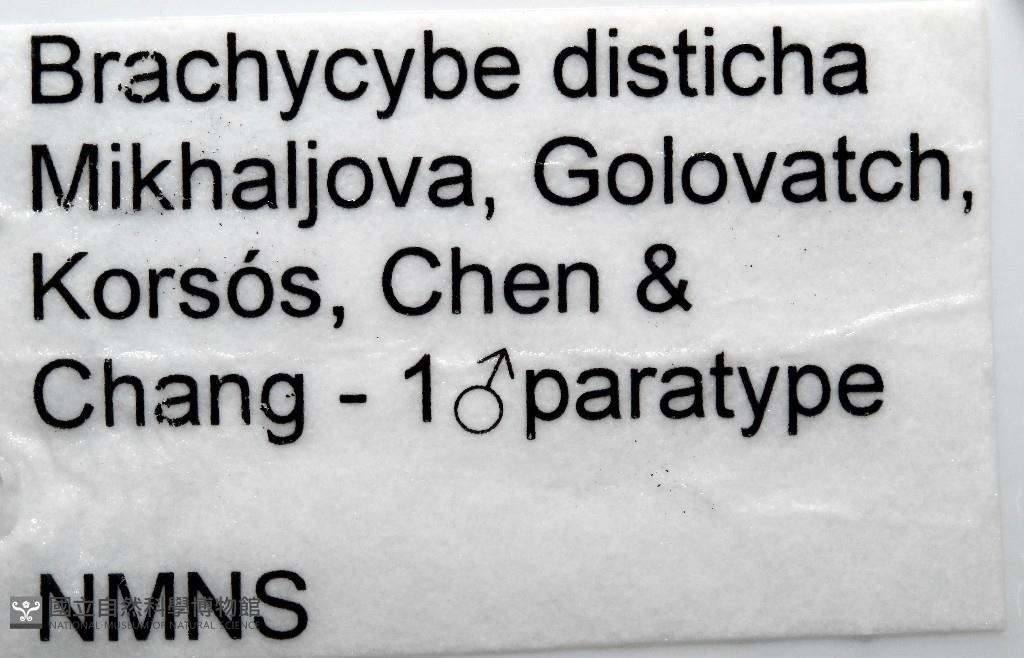 Brachycybe disticha
Mikhaljova, Golovatch,
Korsós, Chen &
Chang - 1♂paratype
NMNS
國立自然科學博物館
NATIONAL MUSEUM OF NATURAL SCIENCE